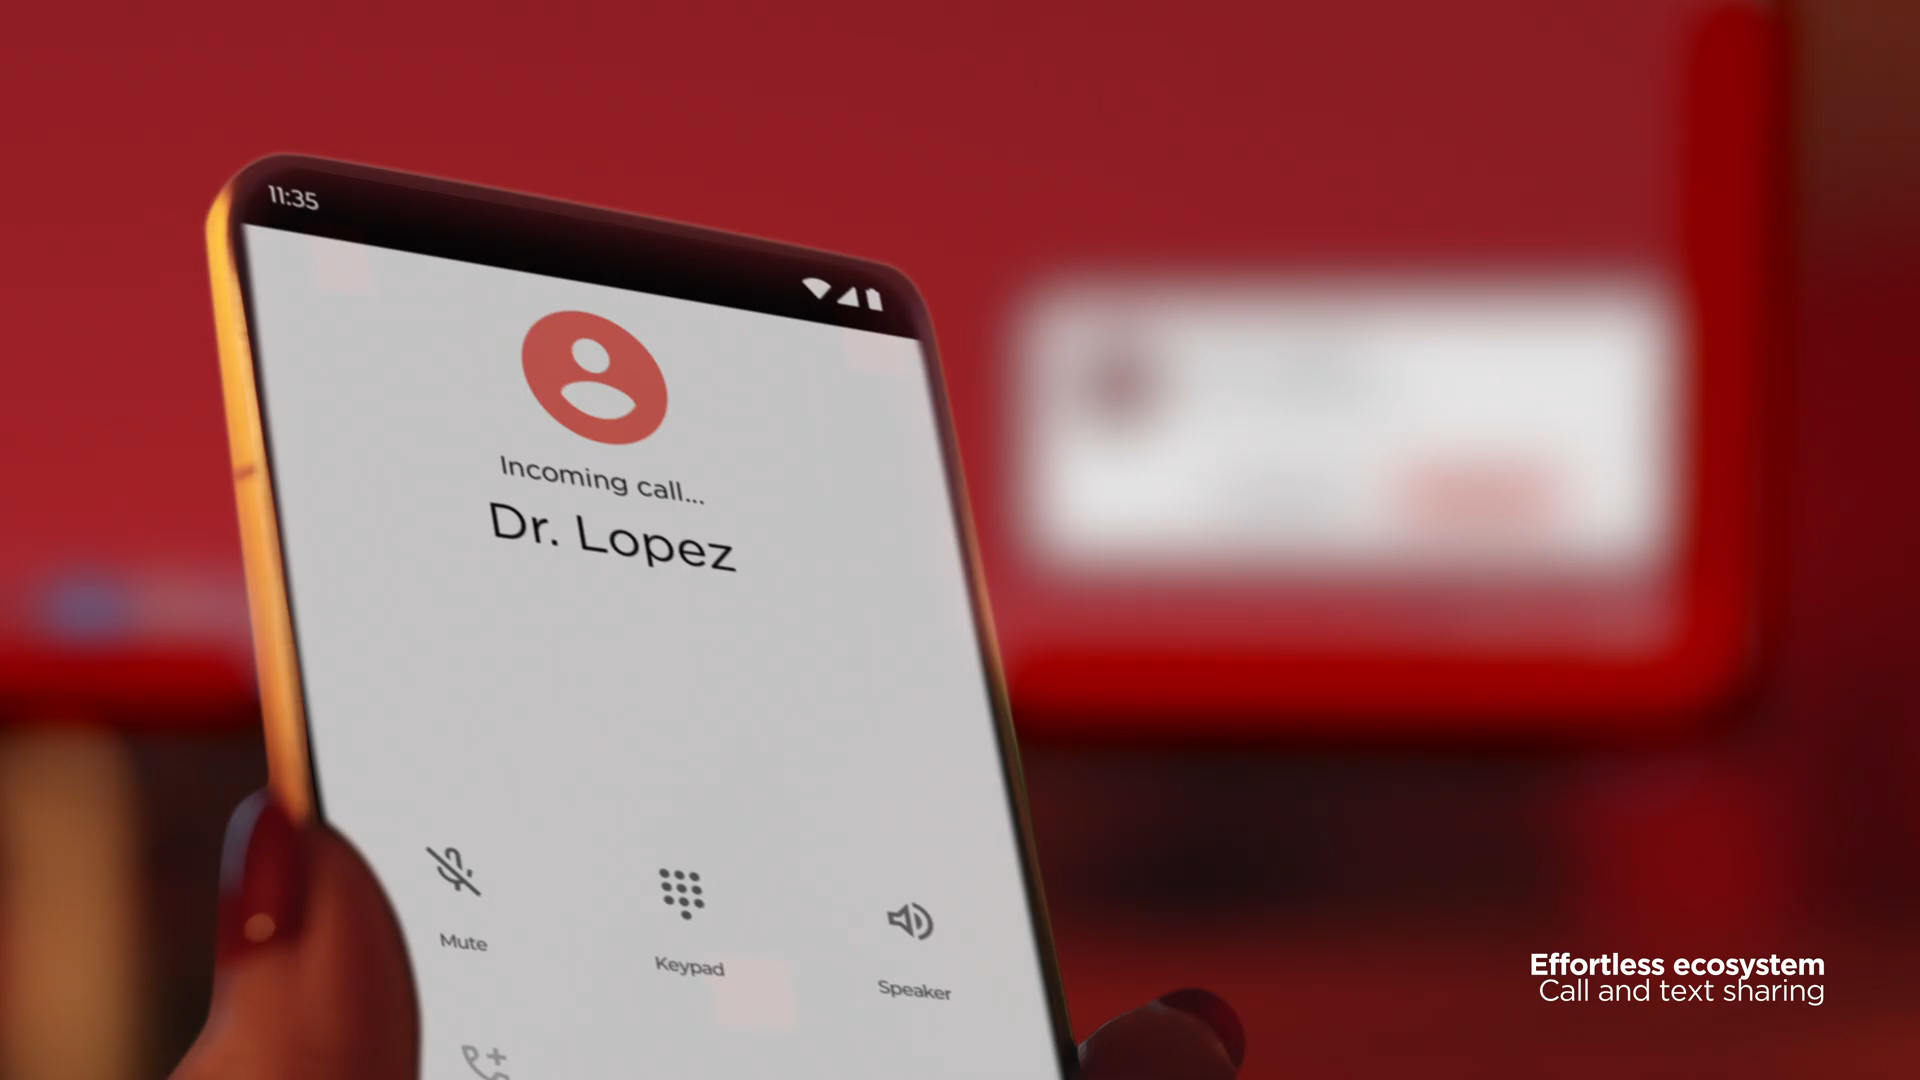 11:35
Incoming call...
Dr. Lopez
Mute
Keypad
Speaker
Effortless ecosystem
Call and text sharing